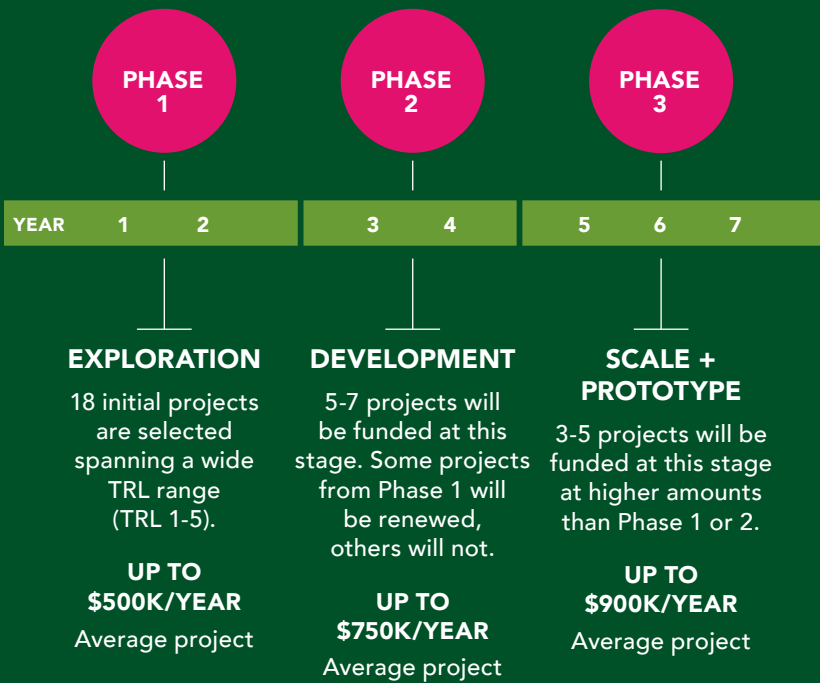 PHASE
1
PHASE
2
PHASE
3
YEAR 1 2 3 4 5 6 7
EXPLORATION
18 initial projects
are selected
spanning a wide
TRL range
(TRL 1-5).
UP TO
$500K/YEAR
Average project
DEVELOPMENT
5-7 projects will
be funded at this
stage. Some projects
from Phase 1 will
be renewed,
others will not.
UP TO
$750K/YEAR
Average project
SCALE +
PROTOTYPE
3-5 projects will be
funded at this stage
at higher amounts
than Phase 1 or 2.
UP TO
$900K/YEAR
Average project